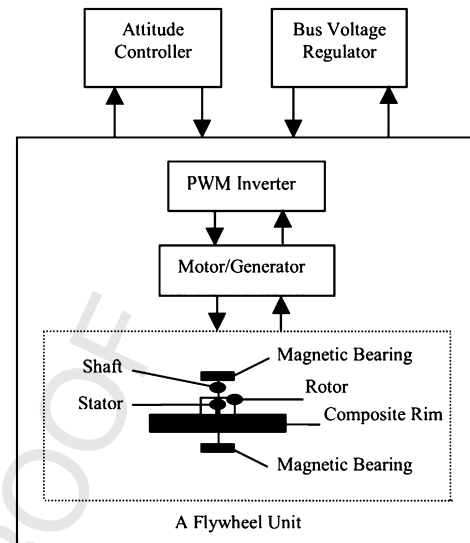 Attitude
Controller
Bus Voltage
Regulator
PWM Inverter
Motor/Generator
Magnetic Bearing
Shaft
Rotor
Stator
Composite Rim
Magnetic Bearing
A Flywheel Unit
OOF